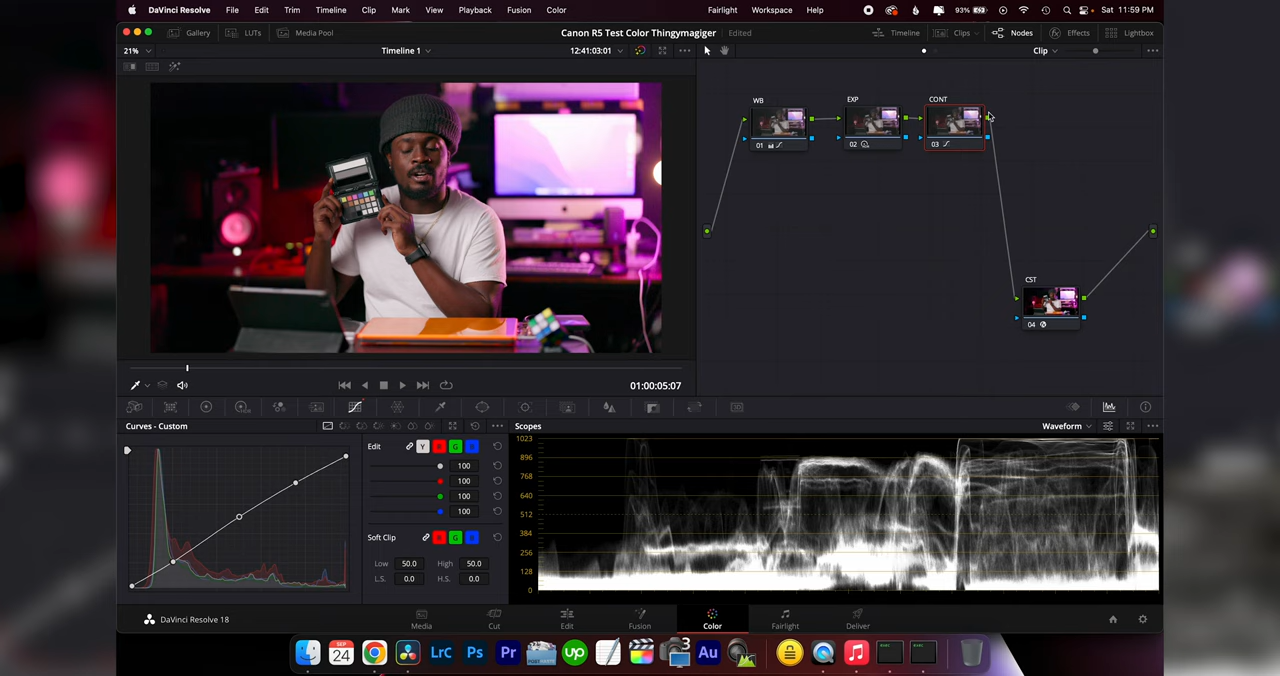 DaVinci Resolve File Edit Trim Timeline Clip Mark View Playback Fusion Color Fairlight Workspace Help 93% Sat 11:59 PM
Gallery LUTs Media Pool Canon R5 Test Color Thingymagiger Edited Timeline Clips Nodes Effects Lightbox
21% Timeline 1 12:41:03:01 Clip
WB EXP CONT
01 02 03
CST
04
01:00:05:07
Curves - Custom Scopes Waveform
Edit Y R G B
100
100
100
100
Soft Clip R G B
Low 50.0 High 50.0
L.S. 0.0 H.S. 0.0
1023
896
768
640
512
384
256
128
0
DaVinci Resolve 18 Media Cut Edit Fusion Color Fairlight Deliver
SEP
24 LrC Ps Pr up 3 Au